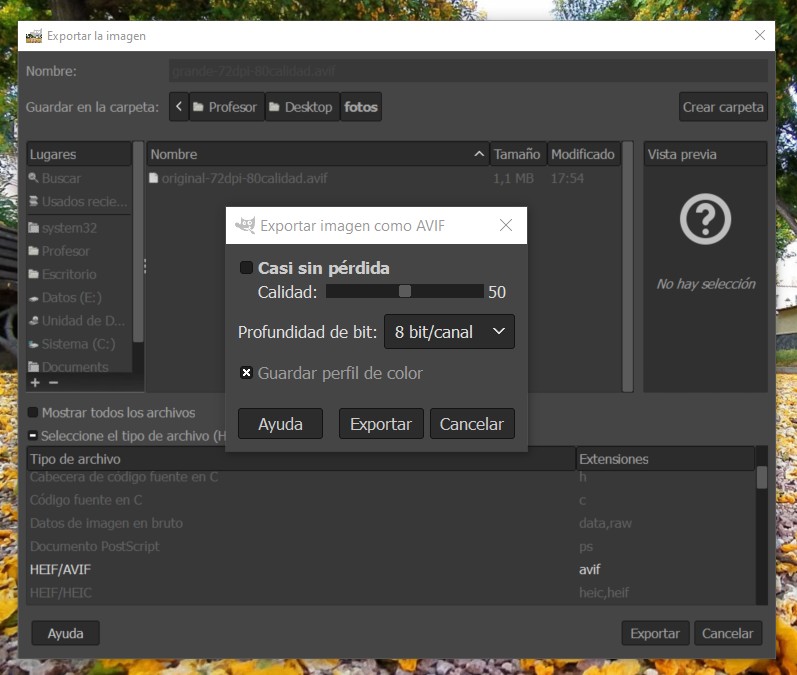 Exportar la imagen
Nombre: grande-72dpi-80calidad.avif
Guardar en la carpeta: Profesor Desktop fotos Crear carpeta
Lugares Nombre Tamaño Modificado Vista previa
Buscar original-72dpi-80calidad.avif 1,1 MB 17:54
Usados recie...
system32
Profesor
Escritorio
Datos (E:)
Unidad de D...
Sistema (C:)
Documents
No hay selección
Exportar imagen como AVIF
Casi sin pérdida
Calidad: 50
Profundidad de bit: 8 bit/canal
Guardar perfil de color
Ayuda Exportar Cancelar
Mostrar todos los archivos
Seleccione el tipo de archivo (H
Tipo de archivo Extensiones
Cabecera de código fuente en C h
Código fuente en C c
Datos de imagen en bruto data,raw
Documento PostScript ps
HEIF/AVIF avif
HEIF/HEIC heic,heif
Ayuda Exportar Cancelar